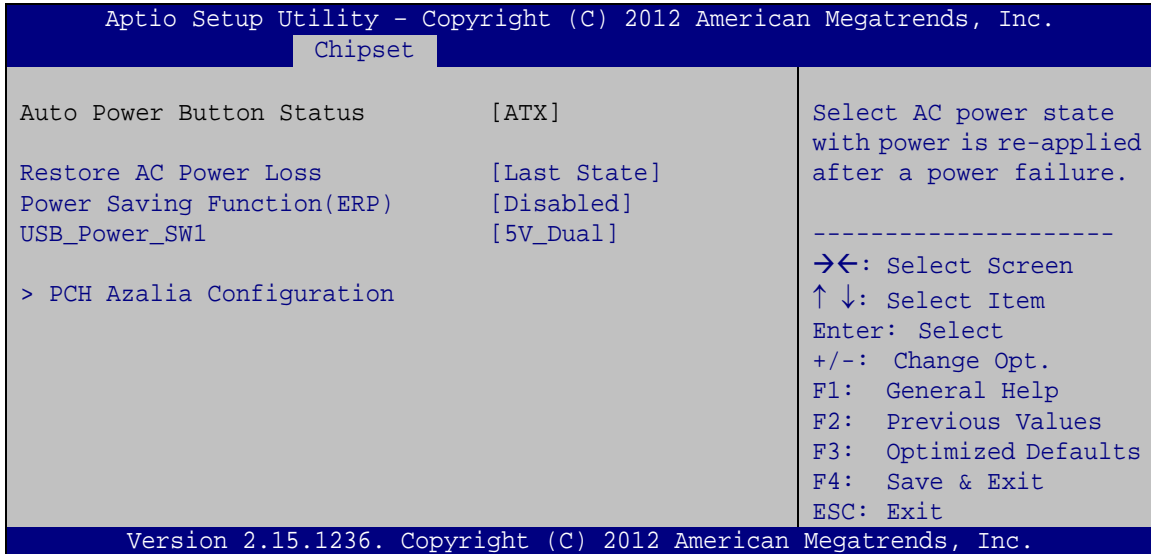 Aptio Setup Utility – Copyright (C) 2012 American Megatrends, Inc.
Chipset
Auto Power Button Status [ATX]
Restore AC Power Loss [Last State]
Power Saving Function(ERP) [Disabled]
USB_Power_SW1 [5V_Dual]
> PCH Azalia Configuration
Select AC power state
with power is re-applied
after a power failure.
---------------------
→←: Select Screen
↑ ↓: Select Item
Enter: Select
+/-: Change Opt.
F1: General Help
F2: Previous Values
F3: Optimized Defaults
F4: Save & Exit
ESC: Exit
Version 2.15.1236. Copyright (C) 2012 American Megatrends, Inc.